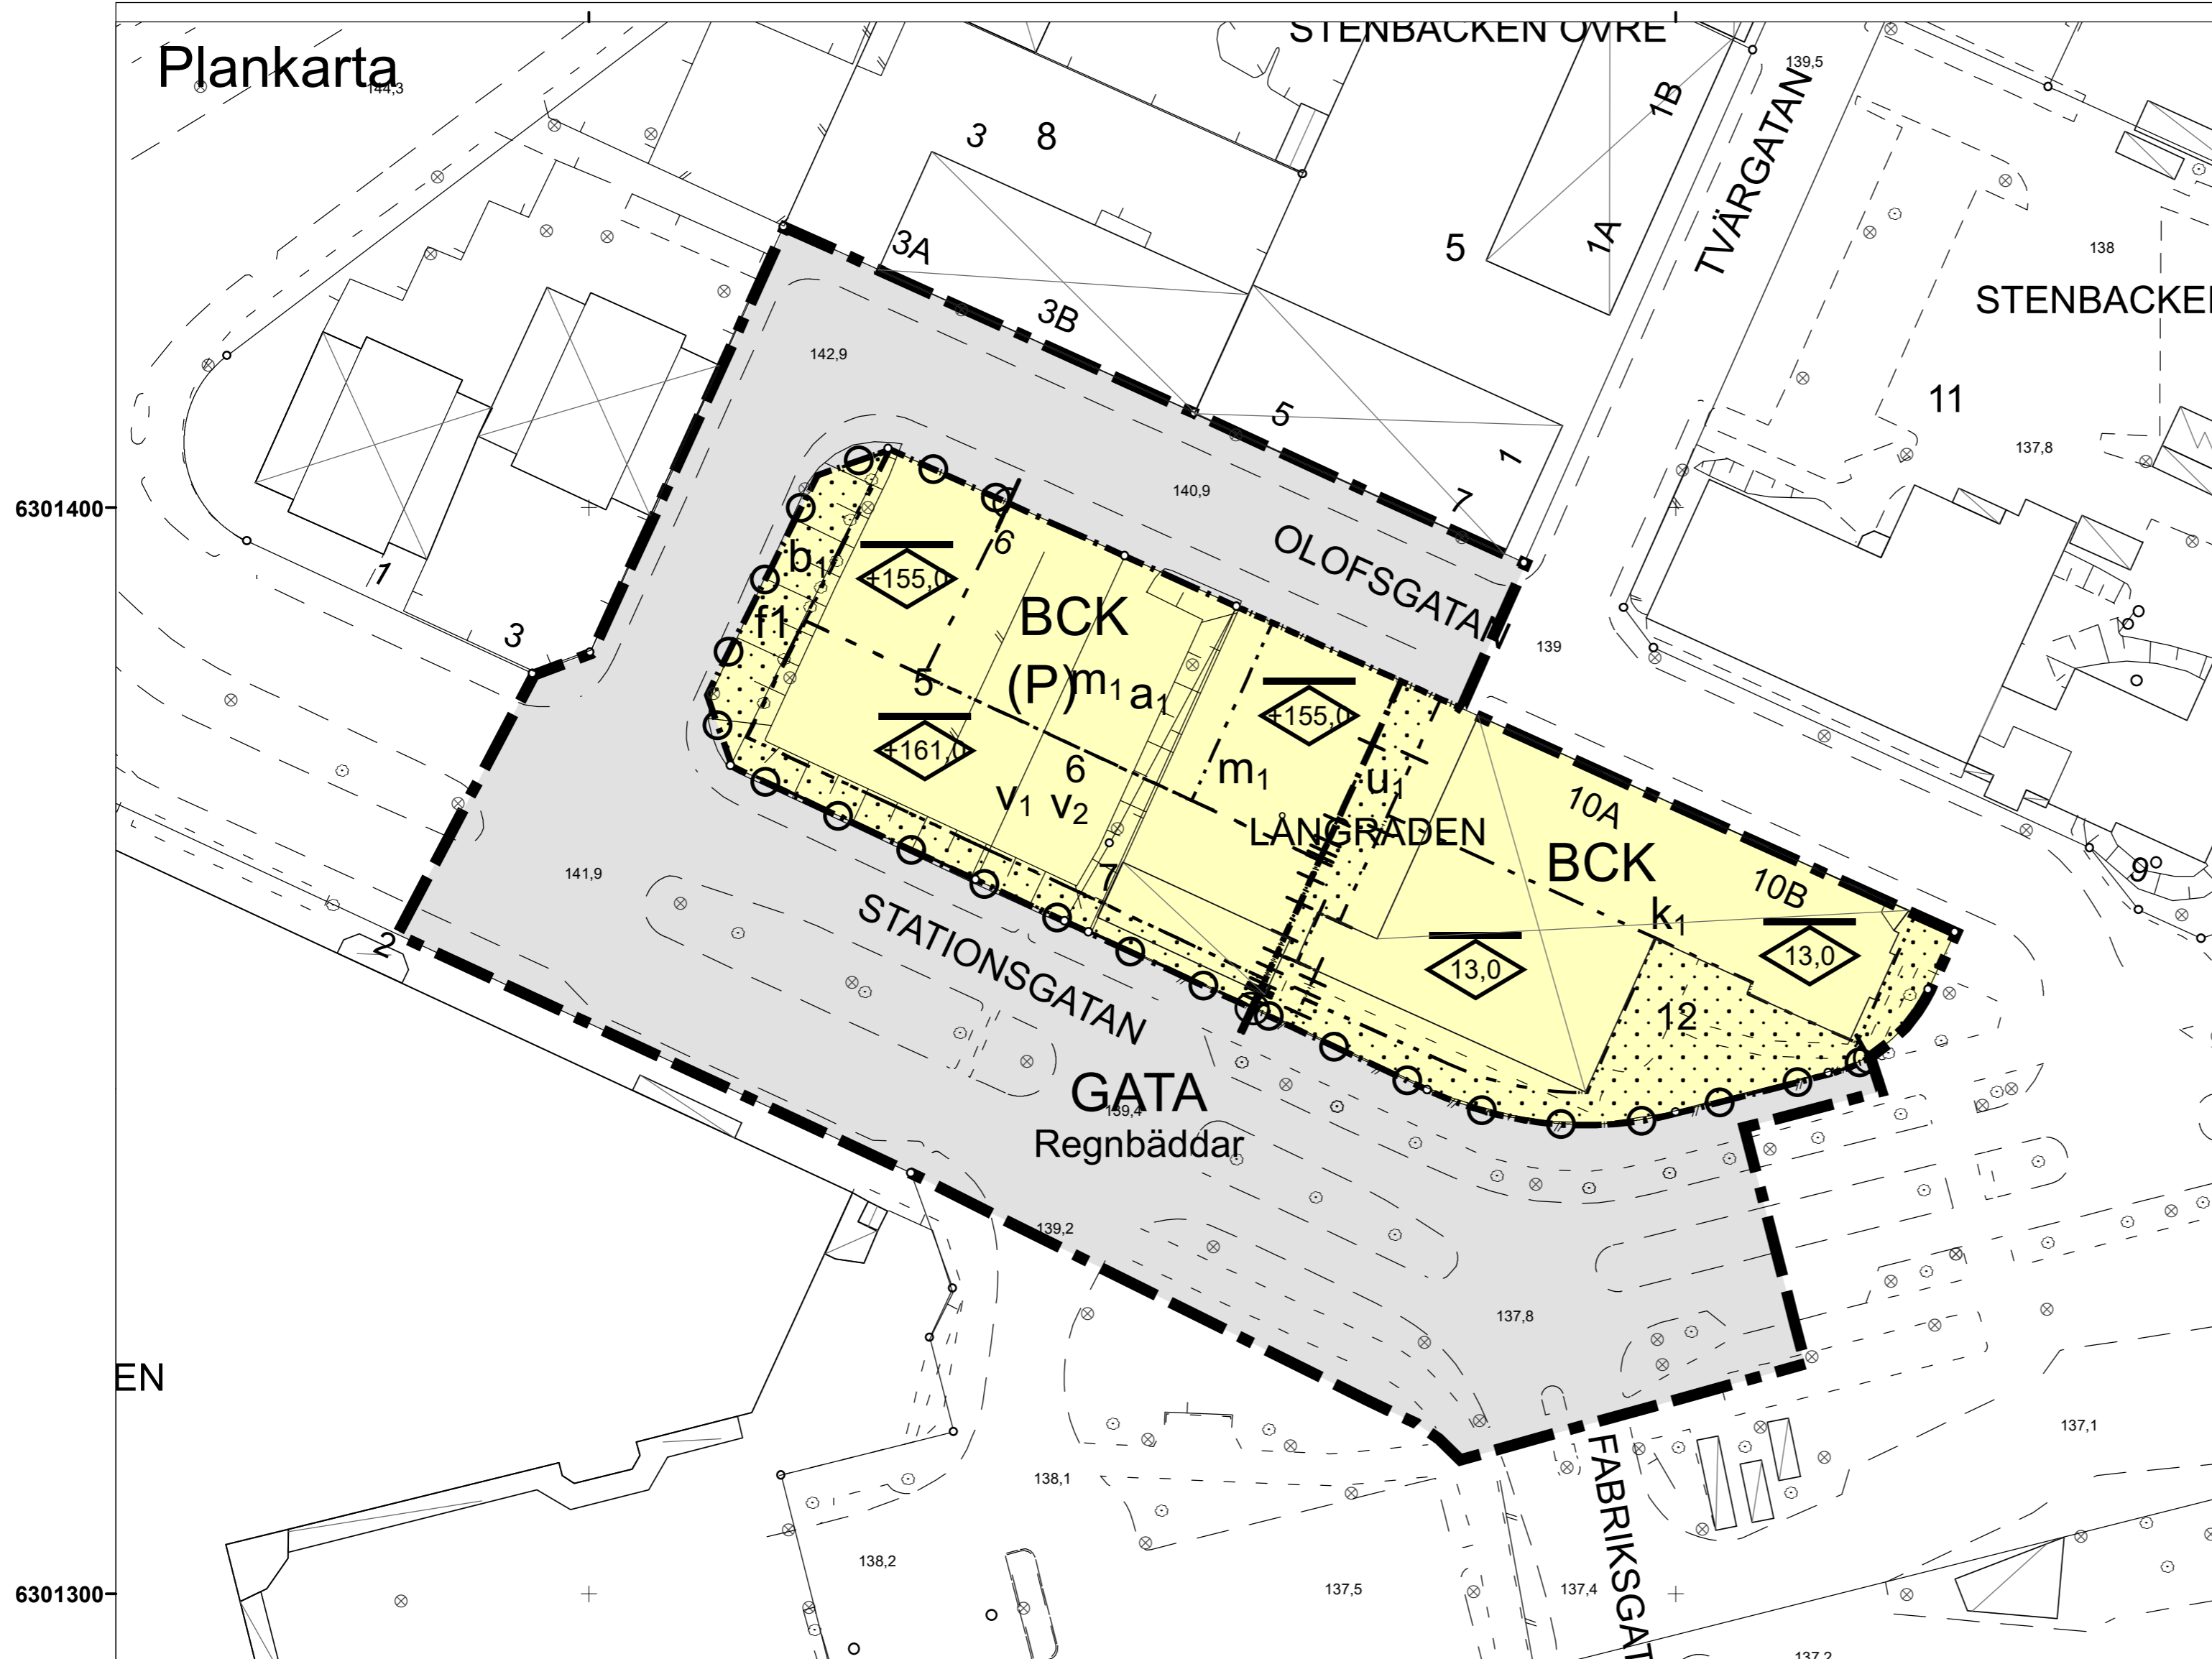 STENBACKEN ÖVRE
Plankarta
144,3
139,5
1B
3
8
TVÄRGATAN
1A
5
3A
138
STENBACKEN
3B
142,9
11
5
137,8
1
140,9
7
6301400
OLOFSGATAN
6
b1
+155,0
1
f1
BCK
3
139
5
(P)
m1
a1
+155,0
+161,0
6
m1
u1
v1
v2
10A
LÅNGRADEN
BCK
7
9
141,9
10B
k1
STATIONSGATAN
2
13,0
13,0
12
GATA
139,4
Regnbäddar
139,2
137,8
EN
137,1
FABRIKSGAT
138,1
138,2
137,5
137,4
6301300
137,2